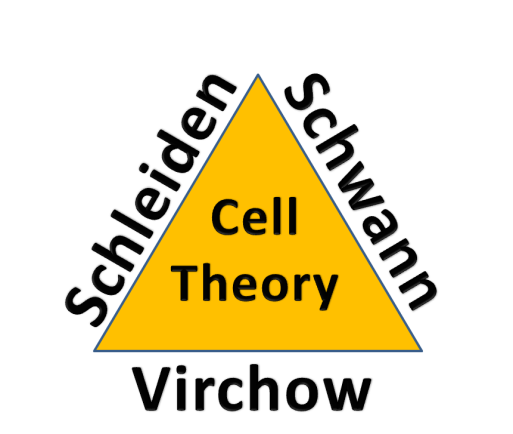 Schleiden
Schwann
Cell
Theory
Virchow